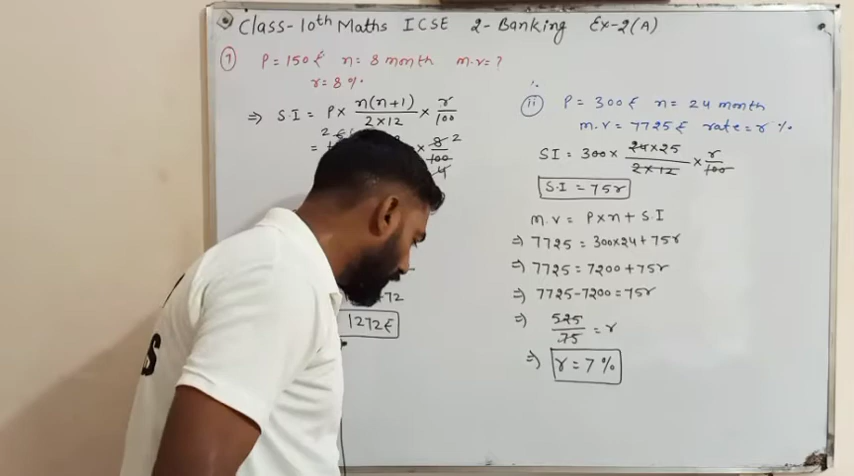 Class-10th Maths ICSE 2-Banking Ex-2(A)
i P = 150₹ n = 8 month m.v = ?
r = 8%
⇒ S.I = P× n(n+1)/2×12 × r/100
= × 8/100
72
1272₹
ii P = 300₹ n = 24 month
m.v = 7725₹ rate = r %
SI = 300× 24×25/2×12 × r/100
S.I = 75r
m.v = P×n + S.I
⇒ 7725 = 300×24 + 75r
⇒ 7725 = 7200 + 75r
⇒ 7725 - 7200 = 75r
⇒ 525/75 = r
⇒ r = 7 %
S